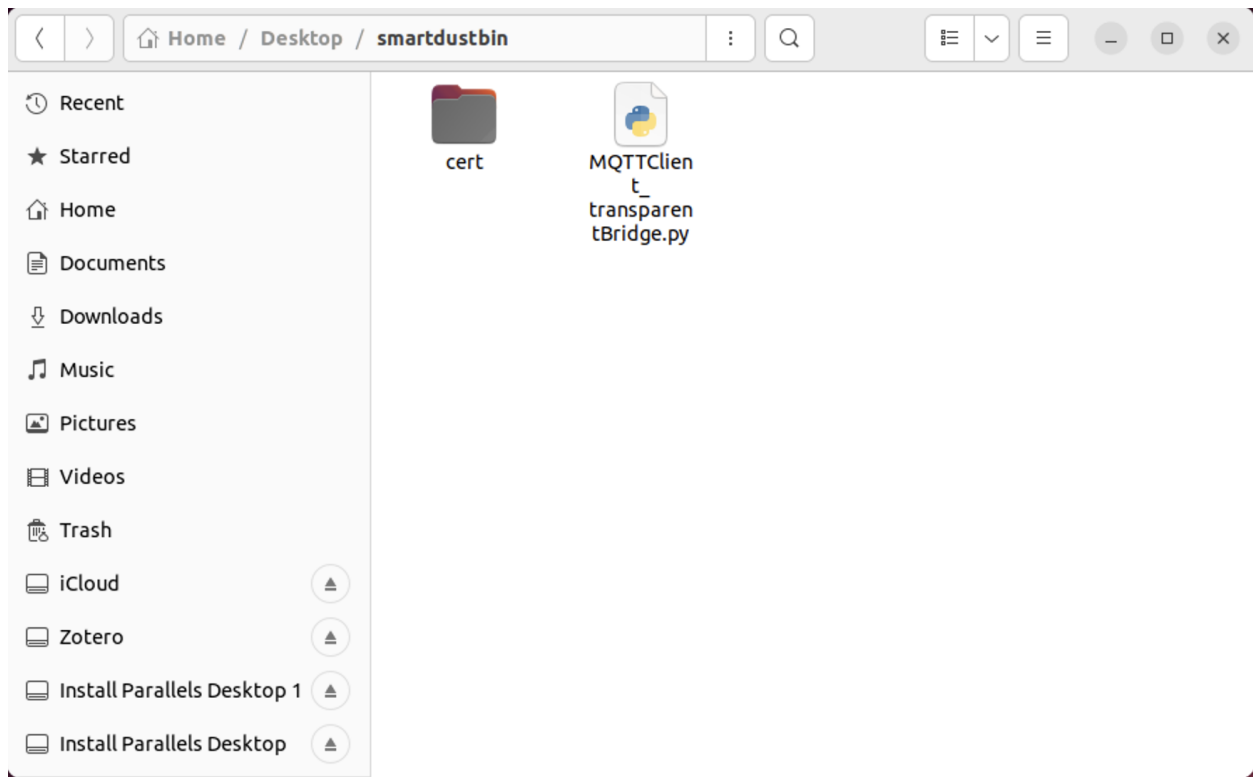 Home / Desktop / smartdustbin
Recent
Starred
Home
Documents
Downloads
Music
Pictures
Videos
Trash
iCloud
Zotero
Install Parallels Desktop 1
Install Parallels Desktop
cert
MQTTClien
t_
transparen
tBridge.py